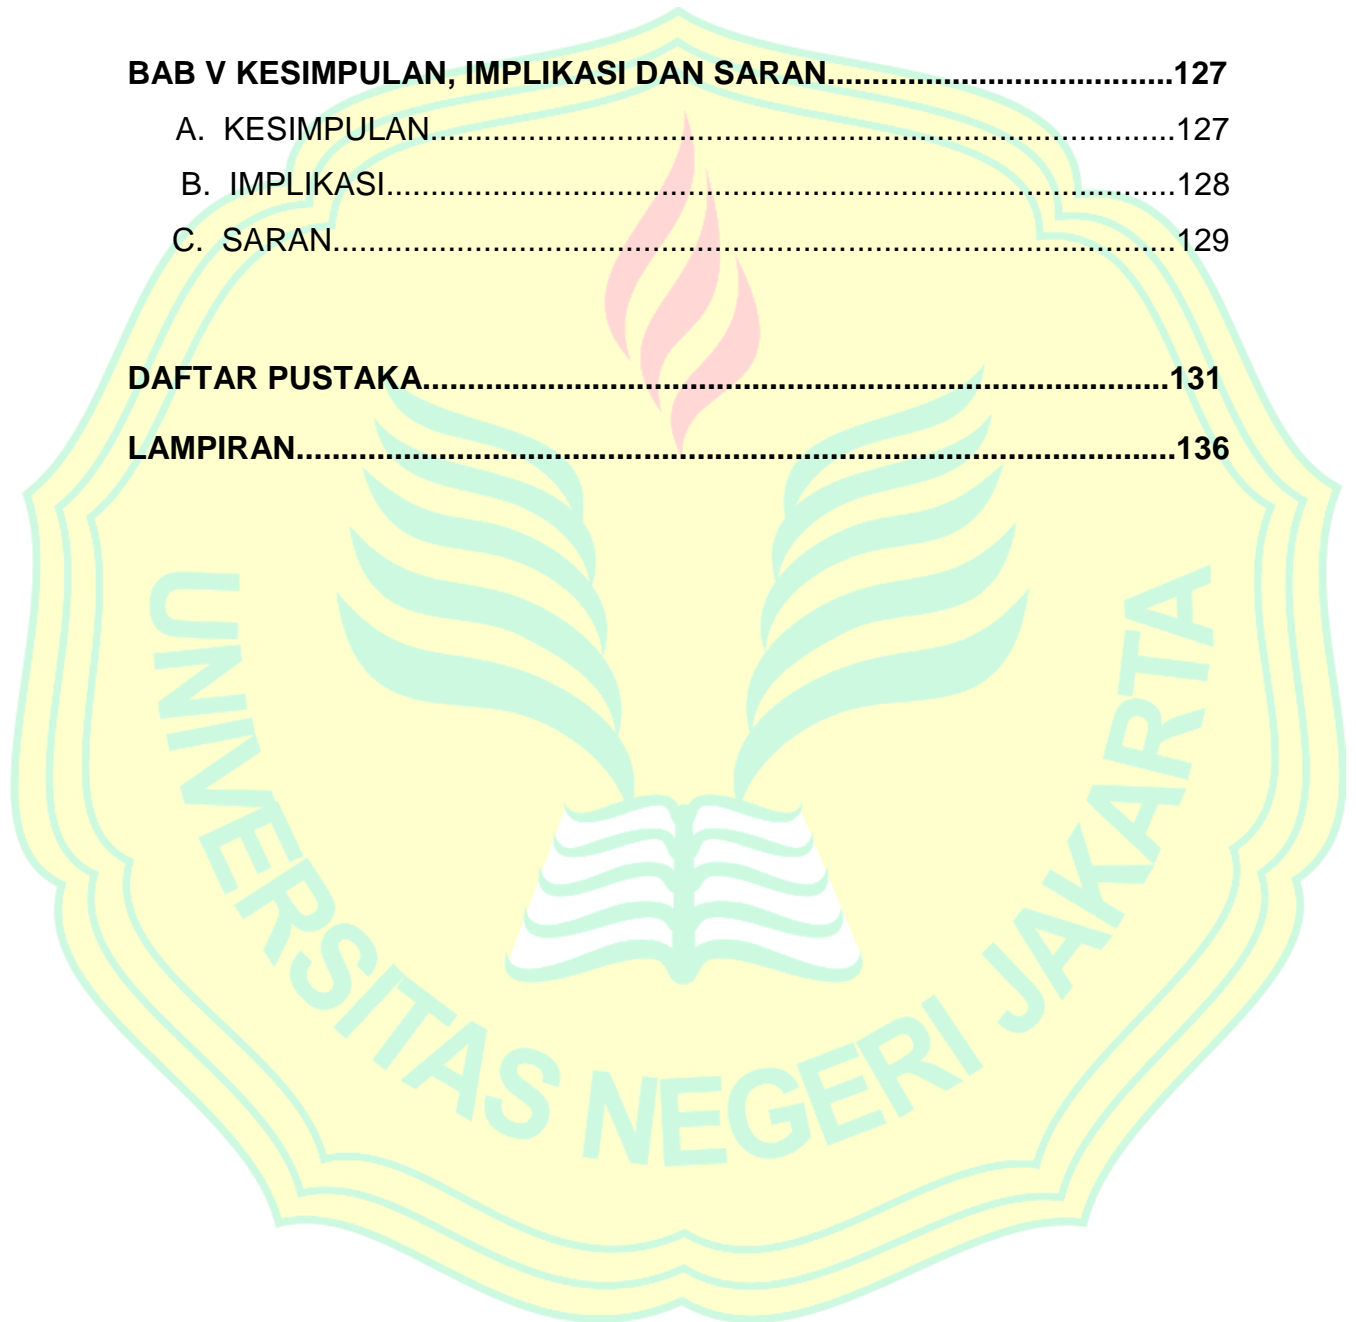 BAB V KESIMPULAN, IMPLIKASI DAN SARAN.......................................127
A. KESIMPULAN....................................................................................127
B. IMPLIKASI.........................................................................................128
C. SARAN...............................................................................................129
DAFTAR PUSTAKA....................................................................................131
LAMPIRAN...................................................................................................136
UNIVERSITAS NEGERI JAKARTA